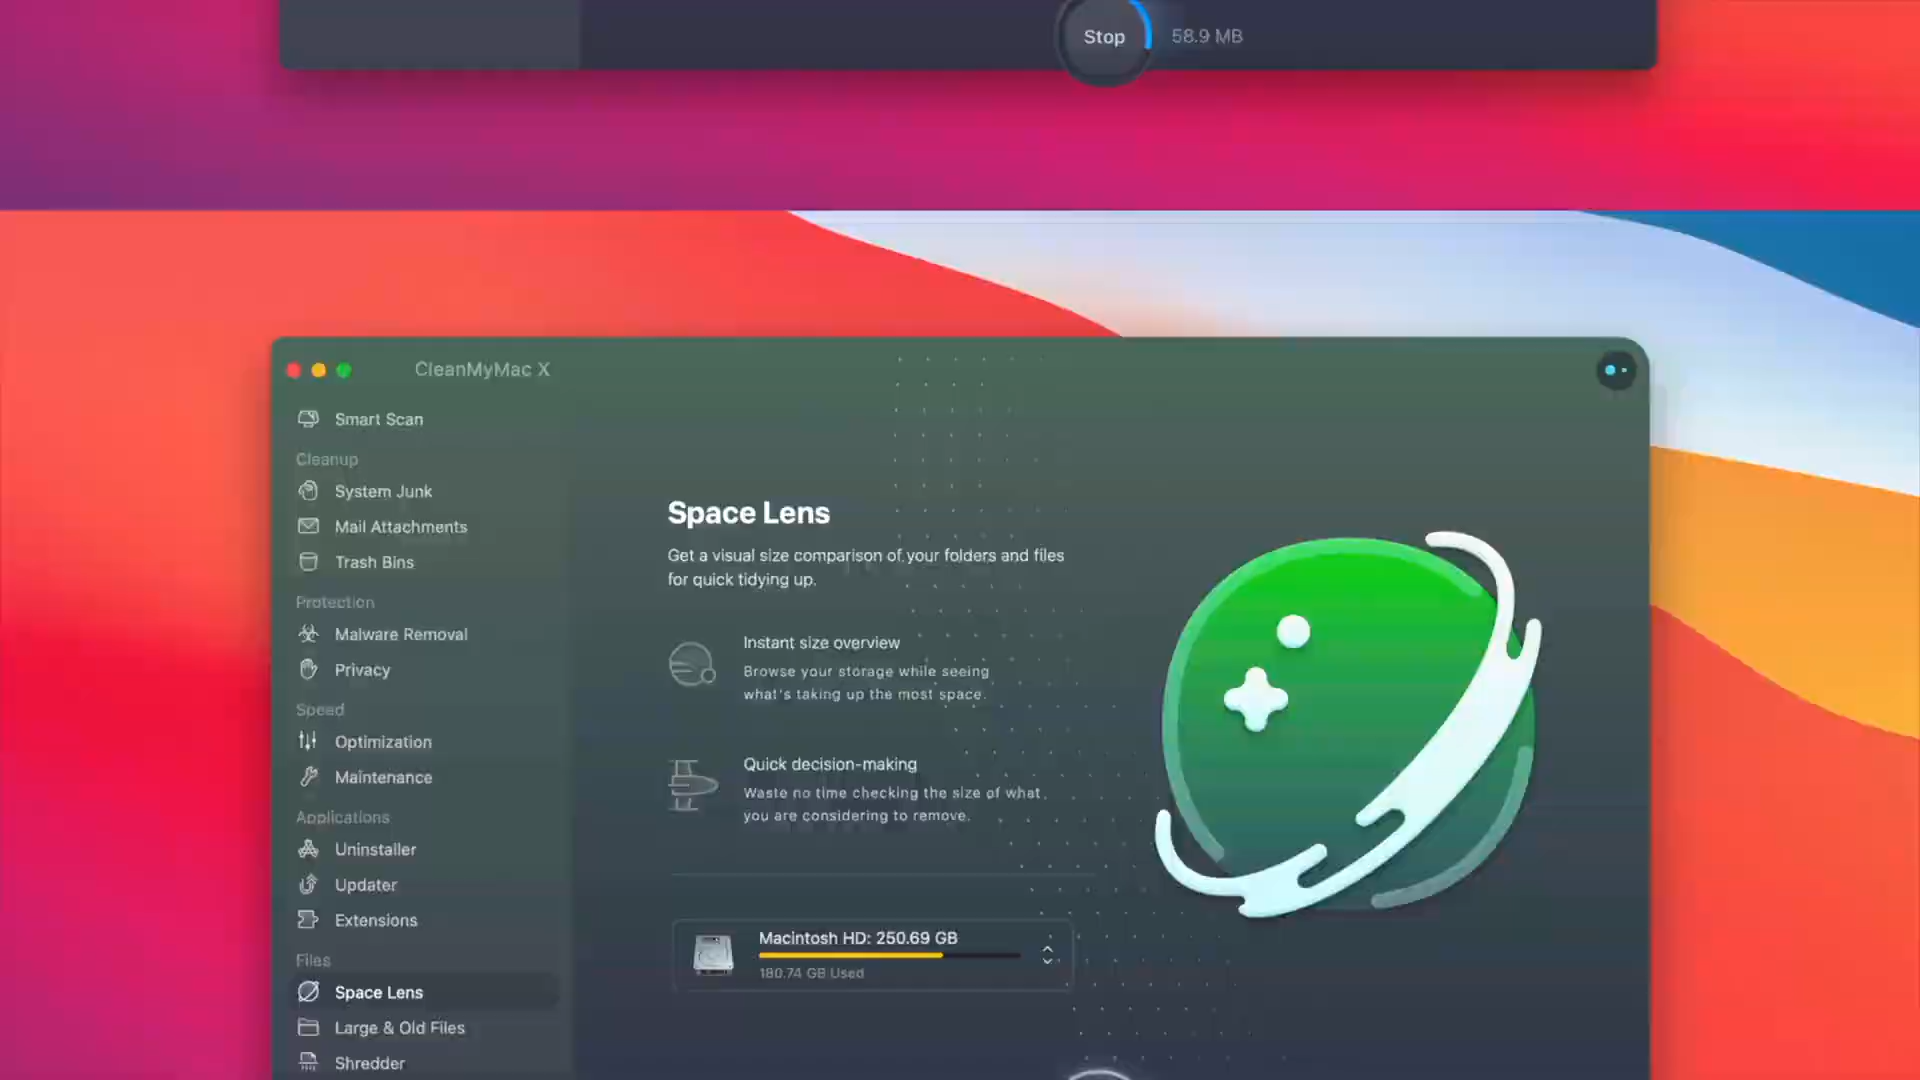 Stop
58.9 MB
CleanMyMac X
Smart Scan
Cleanup
System Junk
Mail Attachments
Trash Bins
Protection
Malware Removal
Privacy
Speed
Optimization
Maintenance
Applications
Uninstaller
Updater
Extensions
Files
Space Lens
Large & Old Files
Shredder
Space Lens
Get a visual size comparison of your folders and files
for quick tidying up.
Instant size overview
Browse your storage while seeing
what's taking up the most space.
Quick decision-making
Waste no time checking the size of what
you are considering to remove.
Macintosh HD: 250.69 GB
180.74 GB Used